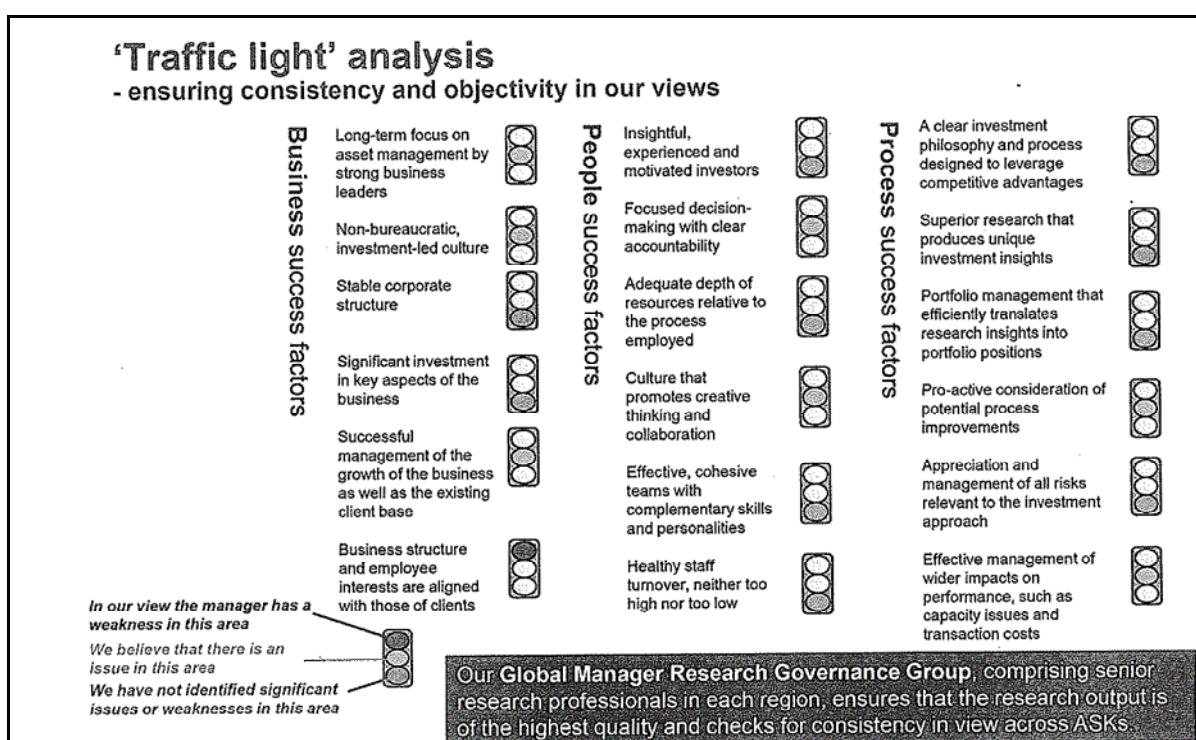 ‘Traffic light’ analysis
- ensuring consistency and objectivity in our views
Business success factors
Long-term focus on
asset management by
strong business
leaders
Non-bureaucratic,
investment-led culture
Stable corporate
structure
Significant investment
in key aspects of the
business
Successful
management of the
growth of the business
as well as the existing
client base
Business structure
and employee
interests are aligned
with those of clients
People success factors
Insightful,
experienced and
motivated investors
Focused decision-
making with clear
accountability
Adequate depth of
resources relative to
the process
employed
Culture that
promotes creative
thinking and
collaboration
Effective, cohesive
teams with
complementary skills
and personalities
Healthy staff
turnover, neither too
high nor too low
Process success factors
A clear investment
philosophy and process
designed to leverage
competitive advantages
Superior research that
produces unique
investment insights
Portfolio management that
efficiently translates
research insights into
portfolio positions
Pro-active consideration of
potential process
improvements
Appreciation and
management of all risks
relevant to the investment
approach
Effective management of
wider impacts on
performance, such as
capacity issues and
transaction costs
In our view the manager has a
weakness in this area
We believe that there is an
issue in this area
We have not identified significant
issues or weaknesses in this area
Our Global Manager Research Governance Group, comprising senior
research professionals in each region, ensures that the research output is
of the highest quality and checks for consistency in view across ASKs.